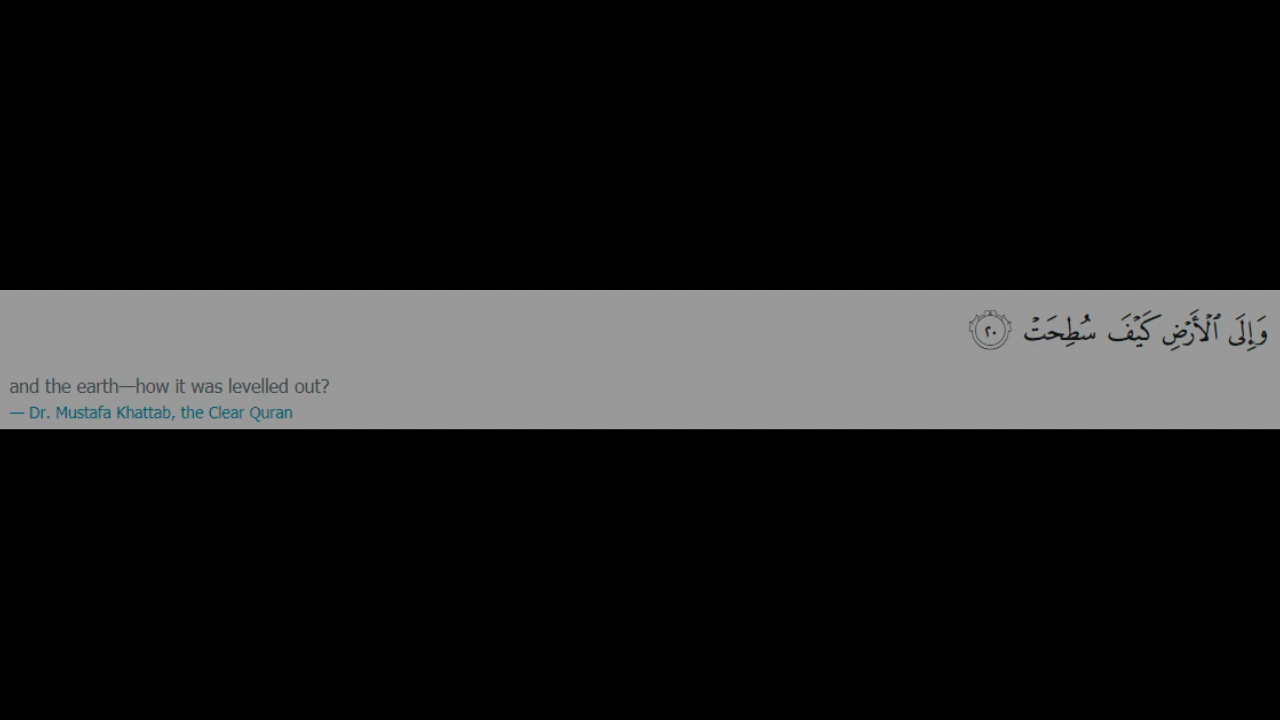 وَإِلَى ٱلْأَرْضِ كَيْفَ سُطِحَتْ ٢٠
and the earth—how it was levelled out?
— Dr. Mustafa Khattab, the Clear Quran